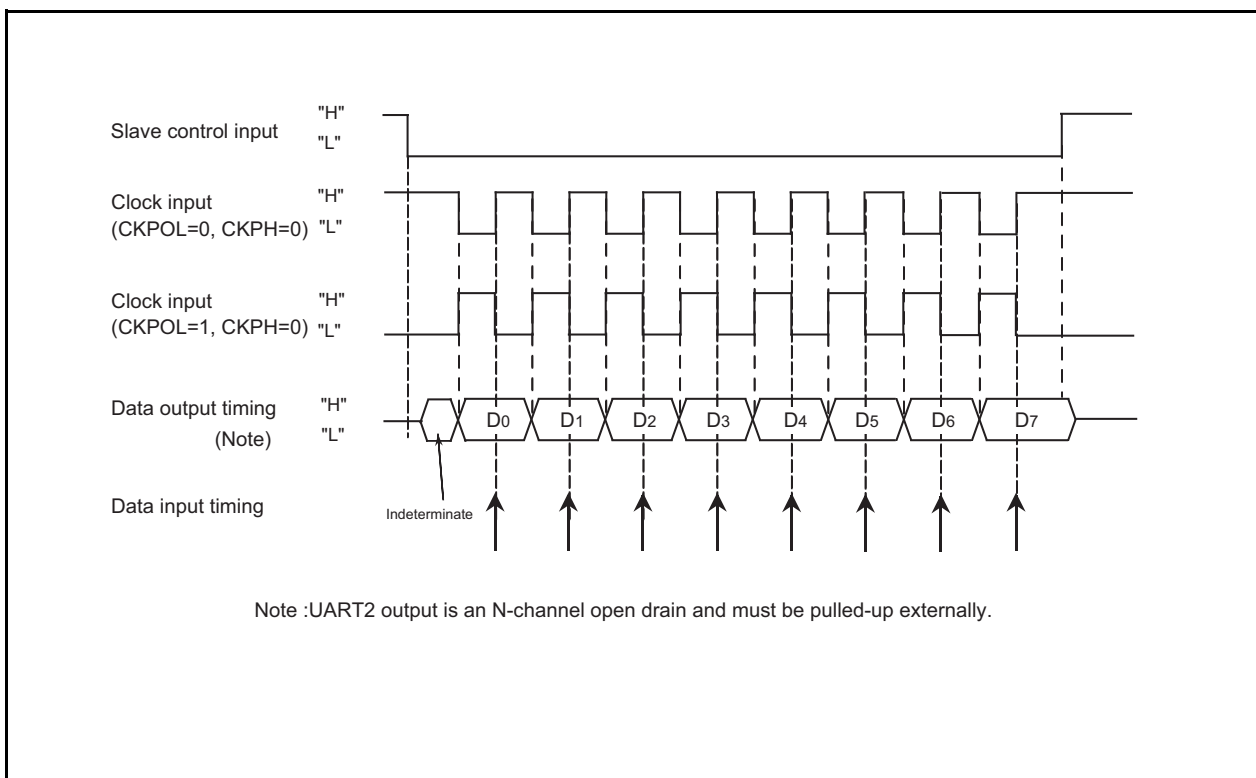 Slave control input
"H"
"L"
Clock input
(CKPOL=0, CKPH=0)
"H"
"L"
Clock input
(CKPOL=1, CKPH=0)
"H"
"L"
Data output timing
(Note)
"H"
"L"
D0 D1 D2 D3 D4 D5 D6 D7
Data input timing
Indeterminate
Note :UART2 output is an N-channel open drain and must be pulled-up externally.